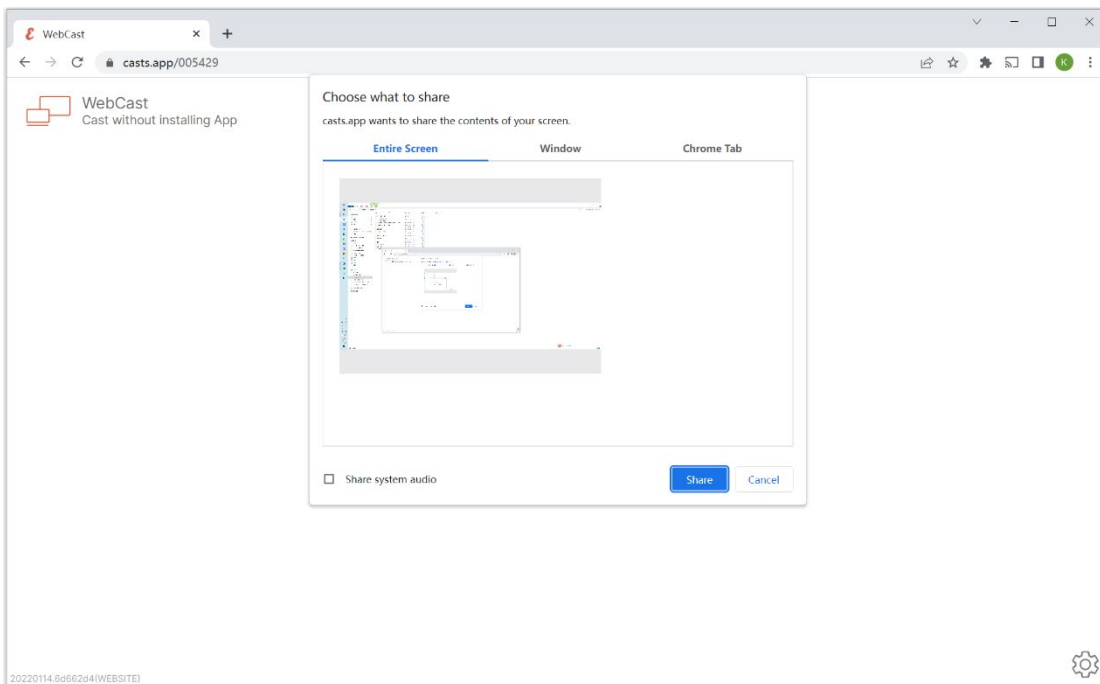 WebCast
casts.app/005429
K
WebCast
Cast without installing App
Choose what to share
casts.app wants to share the contents of your screen.
Entire Screen Window Chrome Tab
Share system audio
Share Cancel
20220114.6d662d4(WEBSITE)